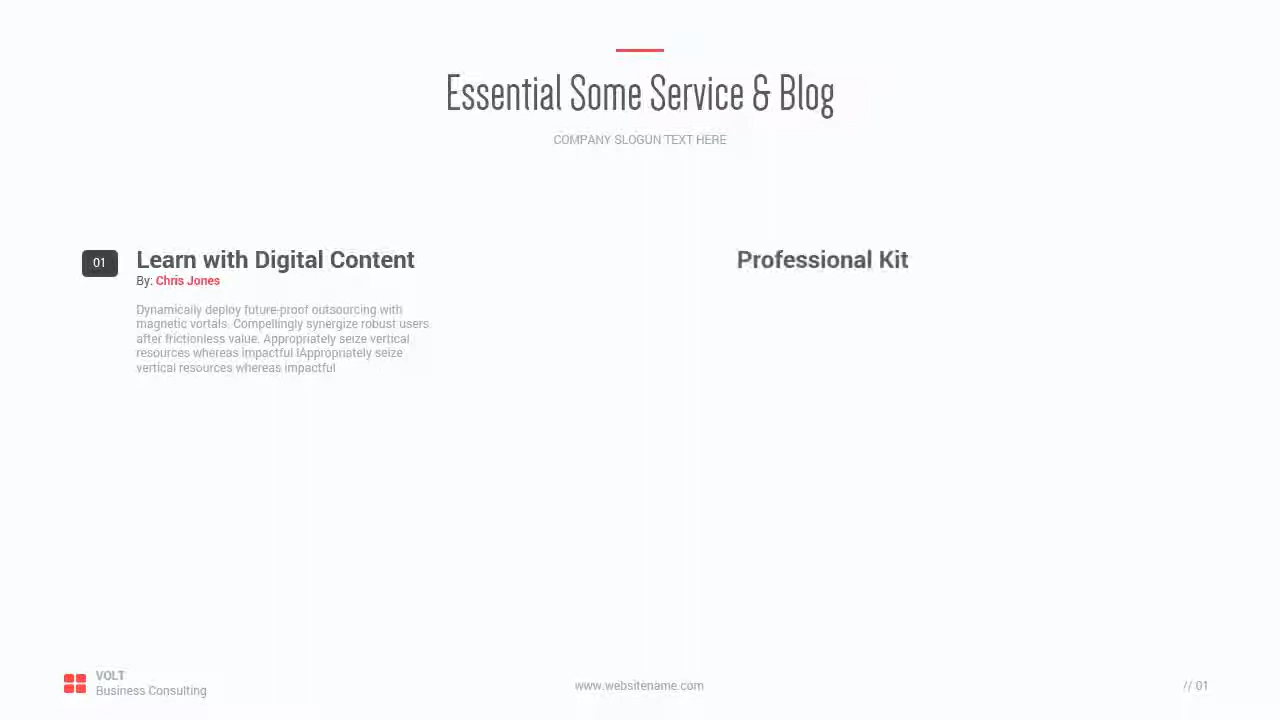 Essential Some Service & Blog
COMPANY SLOGUN TEXT HERE
01
Learn with Digital Content
By: Chris Jones
Dynamically deploy future-proof outsourcing with
magnetic vortals. Compellingly synergize robust users
after frictionless value. Appropriately seize vertical
resources whereas impactful IAppropriately seize
vertical resources whereas impactful
Professional Kit
VOLT
Business Consulting
www.websitename.com
// 01